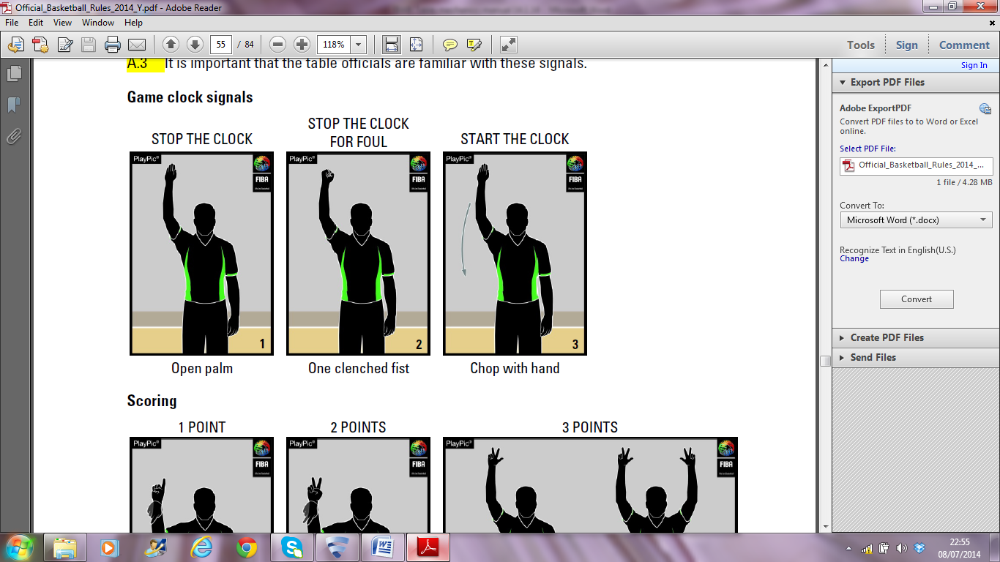 Official_Basketball_Rules_2014_Y.pdf - Adobe Reader
File Edit View Window Help
55 / 84 118% Tools Sign Comment
Sign In
A.3 It is important that the table officials are familiar with these signals.
Game clock signals
STOP THE CLOCK
STOP THE CLOCK
FOR FOUL
START THE CLOCK
PlayPic® FIBA
PlayPic® FIBA
PlayPic® FIBA
1
2
3
Open palm
One clenched fist
Chop with hand
Scoring
1 POINT
2 POINTS
3 POINTS
PlayPic® FIBA
PlayPic® FIBA
PlayPic® FIBA
Export PDF Files
Adobe ExportPDF
Convert PDF files to to Word or Excel
online.
Select PDF File:
Official_Basketball_Rules_2014_...
1 file / 4.28 MB
Convert To:
Microsoft Word (*.docx)
Recognize Text in English(U.S.)
Change
Convert
Create PDF Files
Send Files
22:55
08/07/2014